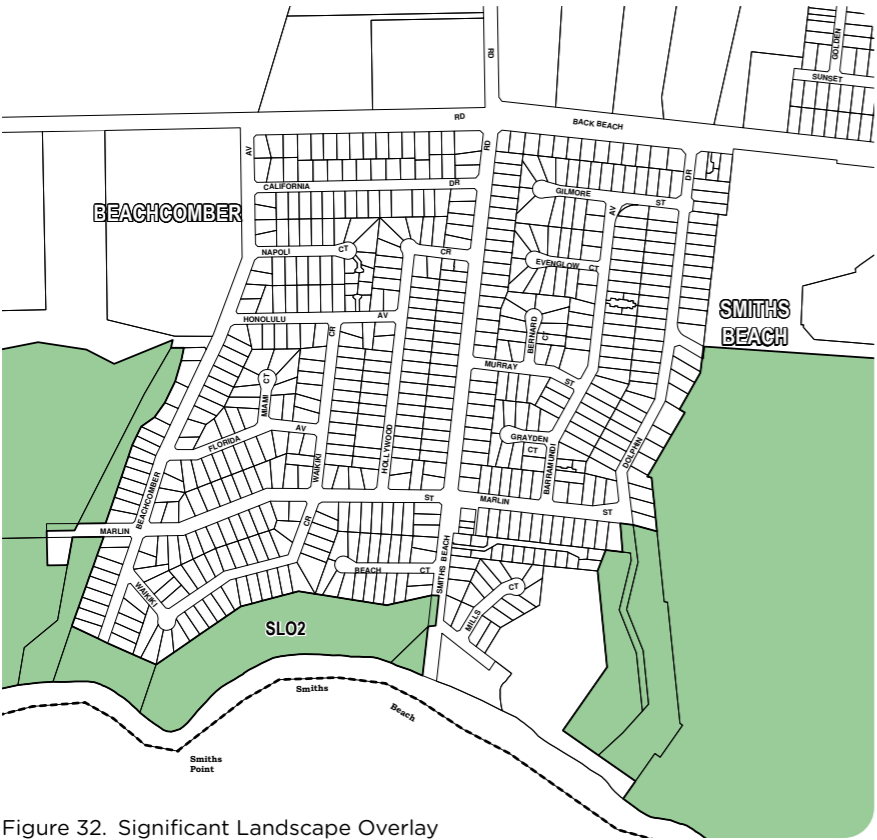 GOLDEN
SUNSET
RD
RD
BACK BEACH
AV
RD
CALIFORNIA
DR
DR
GILMORE
ST
AV
BEACHCOMBER
NAPOLI
CT
CR
EVENGLOW
CT
SMITHS
BEACH
HONOLULU
AV
CR
BERNARD
CT
MURRAY
ST
MIAMI
CT
FLORIDA
AV
WAIKIKI
HOLLYWOOD
GRAYDEN
CT
BARRAMUNDI
DOLPHIN
BEACHCOMBER
MARLIN
ST
MARLIN
ST
CR
SMITHS BEACH
BEACH
CT
WAIKIKI
MILLS
CT
SLO2
Smiths
Beach
Smiths
Point
Figure 32. Significant Landscape Overlay